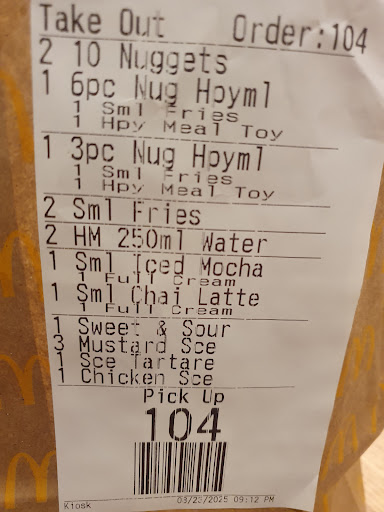 Take Out Order:104
2 10 Nuggets
1 6pc Nug Hpyml
1 Sml Fries
1 Hpy Meal Toy
1 3pc Nug Hpyml
1 Sml Fries
1 Hpy Meal Toy
2 Sml Fries
2 HM 250ml Water
1 Sml Iced Mocha
1 Full Cream
1 Sml Chai Latte
1 Full Cream
1 Sweet & Sour
3 Mustard Sce
1 Sce Tartare
1 Chicken Sce
Pick Up
104
Kiosk 03/23/2025 09:12 PM